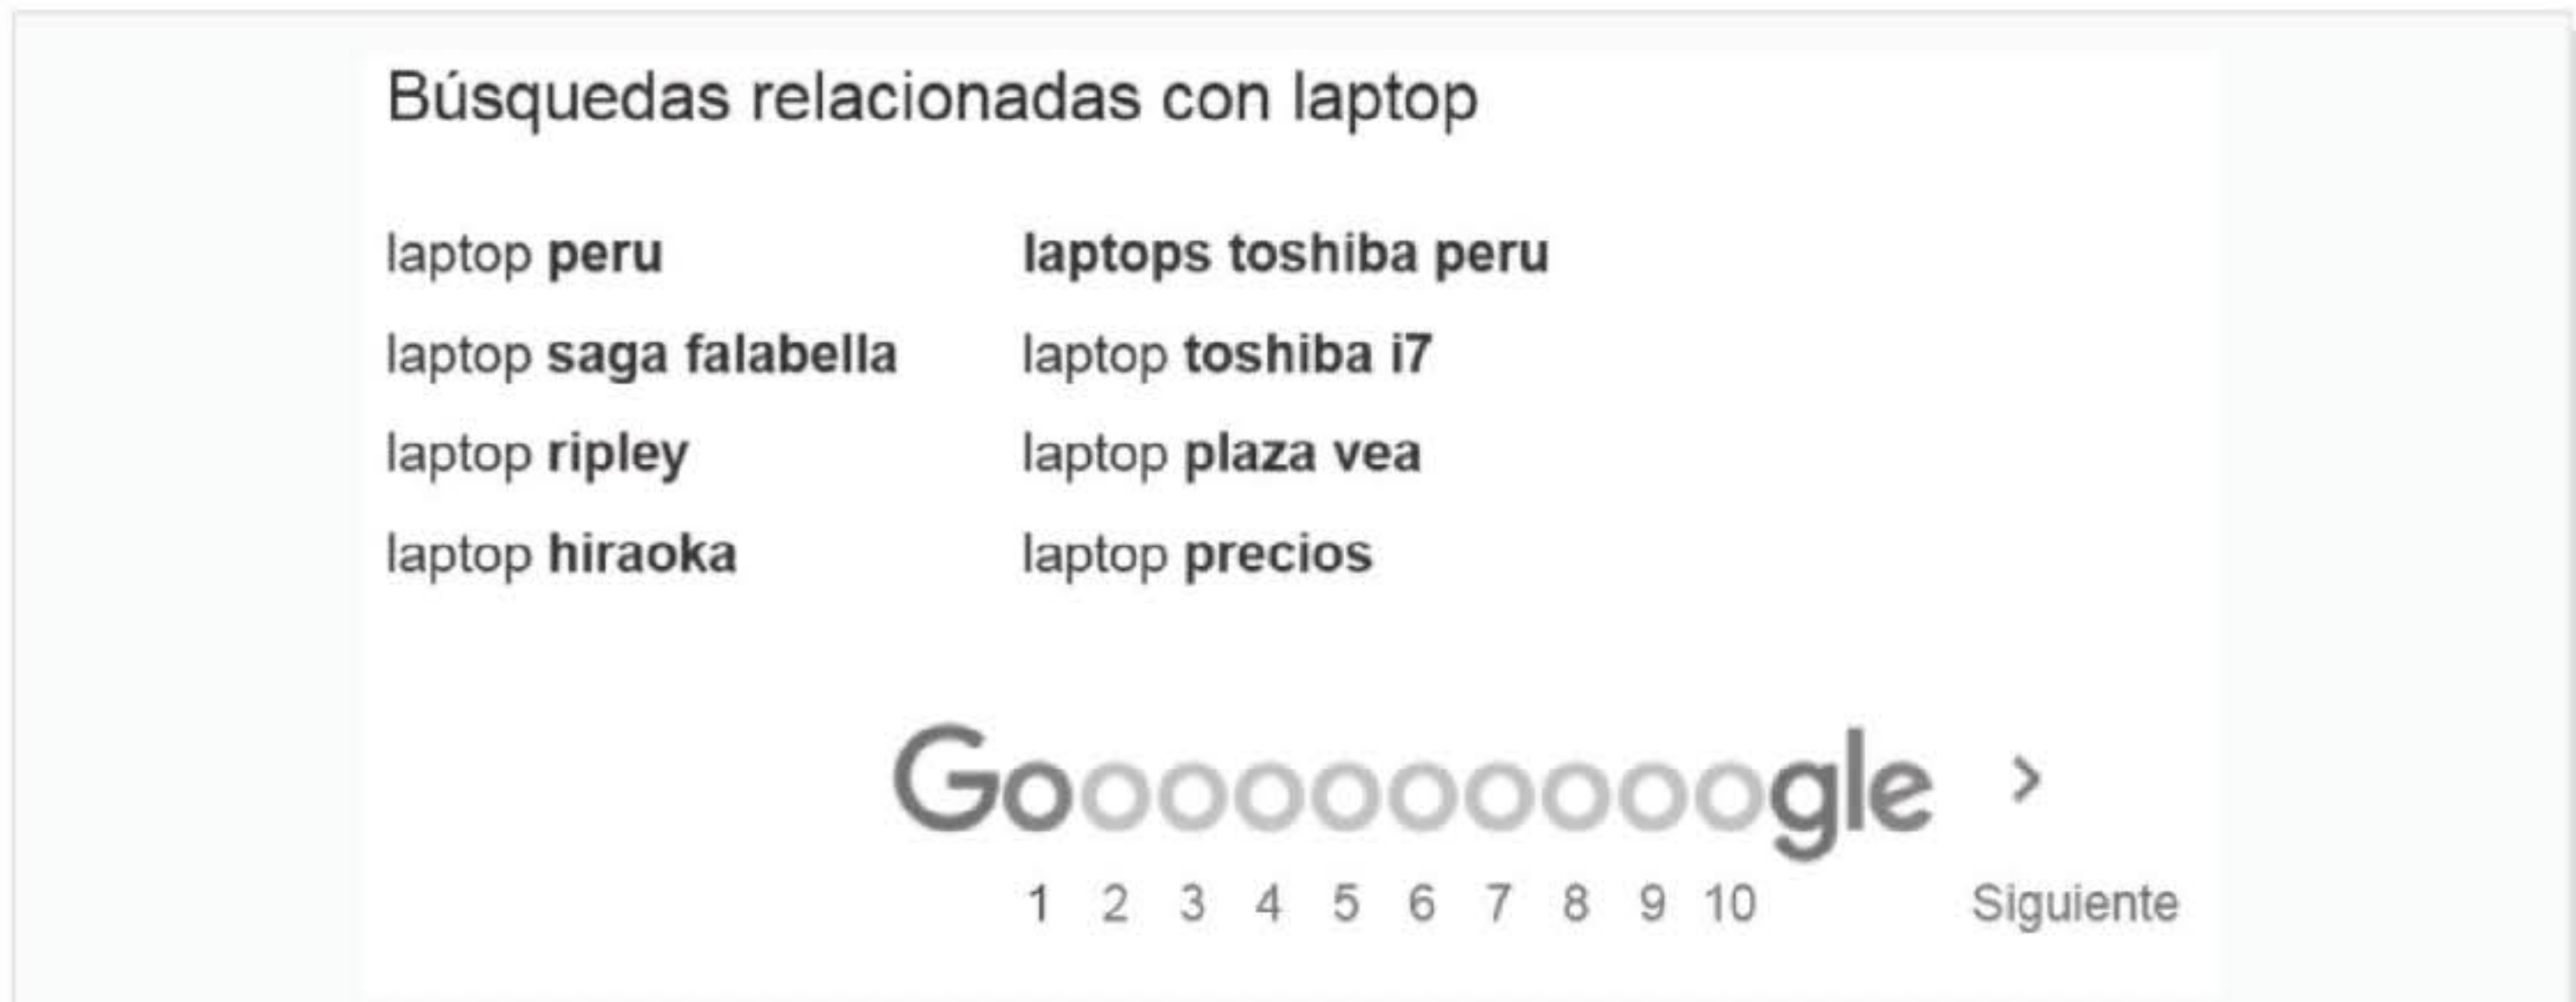 Búsquedas relacionadas con laptop
laptop peru
laptop saga falabella
laptop ripley
laptop hiraoka
laptops toshiba peru
laptop toshiba i7
laptop plaza vea
laptop precios
Goooooooooogle >
1 2 3 4 5 6 7 8 9 10 Siguiente